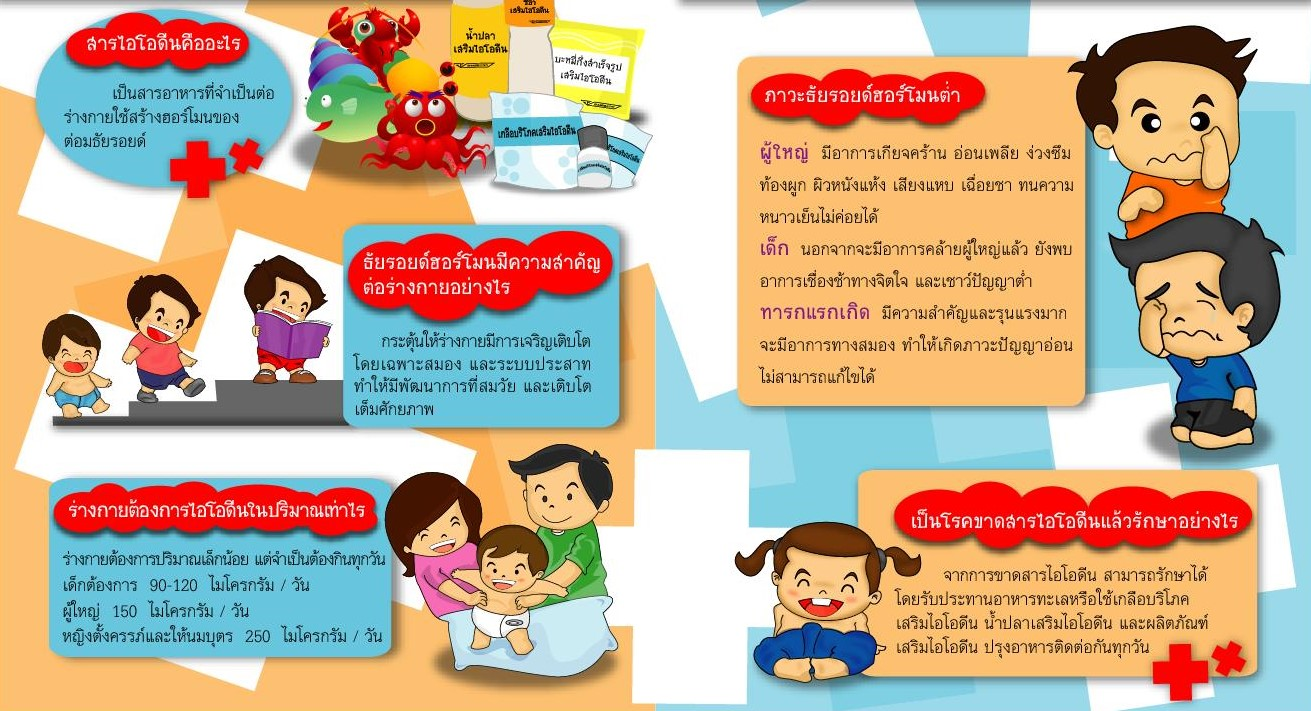 สารไอโอดีนคืออะไร
เป็นสารอาหารที่จำเป็นต่อ
ร่างกายใช้สร้างฮอร์โมนของ
ต่อมธัยรอยด์
น้ำปลา
เสริมไอโอดีน
เสริมไอโอดีน
บะหมี่กึ่งสำเร็จรูป
เสริมไอโอดีน
เกลือบริโภคเสริมไอโอดีน
ธัยรอยด์ฮอร์โมนมีความสำคัญ
ต่อร่างกายอย่างไร
กระตุ้นให้ร่างกายมีการเจริญเติบโต
โดยเฉพาะสมอง และระบบประสาท
ทำให้มีพัฒนาการที่สมวัย และเติบโต
เต็มศักยภาพ
ร่างกายต้องการไอโอดีนในปริมาณเท่าไร
ร่างกายต้องการปริมาณเล็กน้อย แต่จำเป็นต้องกินทุกวัน
เด็กต้องการ 90-120 ไมโครกรัม / วัน
ผู้ใหญ่ 150 ไมโครกรัม / วัน
หญิงตั้งครรภ์และให้นมบุตร 250 ไมโครกรัม / วัน
ภาวะธัยรอยด์ฮอร์โมนต่ำ
ผู้ใหญ่ มีอาการเกียจคร้าน อ่อนเพลีย ง่วงซึม
ท้องผูก ผิวหนังแห้ง เสียงแหบ เฉื่อยชา ทนความ
หนาวเย็นไม่ค่อยได้
เด็ก นอกจากจะมีอาการคล้ายผู้ใหญ่แล้ว ยังพบ
อาการเชื่องช้าทางจิตใจ และเชาว์ปัญญาต่ำ
ทารกแรกเกิด มีความสำคัญและรุนแรงมาก
จะมีอาการทางสมอง ทำให้เกิดภาวะปัญญาอ่อน
ไม่สามารถแก้ไขได้
เป็นโรคขาดสารไอโอดีนแล้วรักษาอย่างไร
จากการขาดสารไอโอดีน สามารถรักษาได้
โดยรับประทานอาหารทะเลหรือใช้เกลือบริโภค
เสริมไอโอดีน น้ำปลาเสริมไอโอดีน และผลิตภัณฑ์
เสริมไอโอดีน ปรุงอาหารติดต่อกันทุกวัน